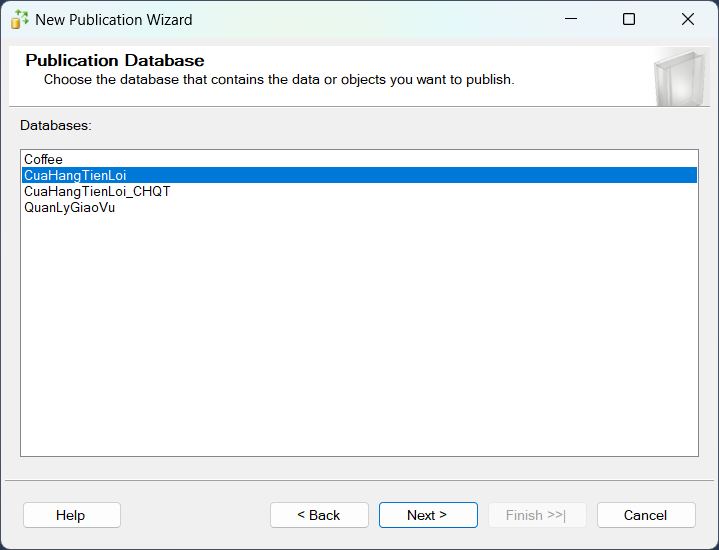 New Publication Wizard
Publication Database
Choose the database that contains the data or objects you want to publish.
Databases:
Coffee
CuaHangTienLoi
CuaHangTienLoi_CHQT
QuanLyGiaoVu
Help
< Back
Next >
Finish >>|
Cancel